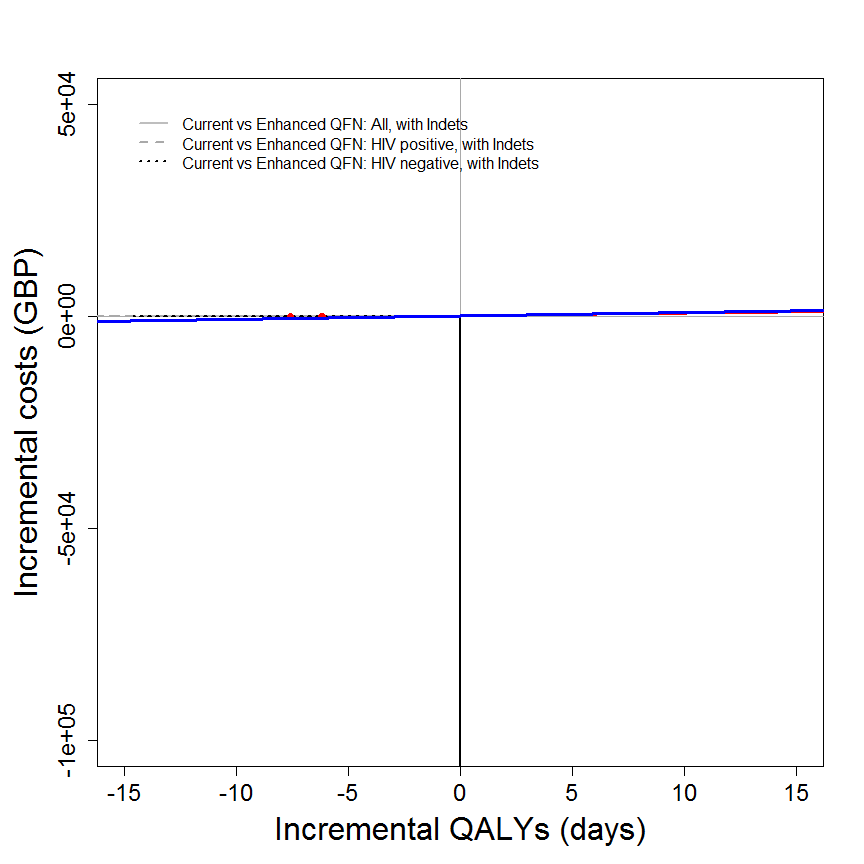 Current vs Enhanced QFN: All, with Indets
Current vs Enhanced QFN: HIV positive, with Indets
Current vs Enhanced QFN: HIV negative, with Indets
Incremental costs (GBP)
5e+04
0e+00
-5e+04
-1e+05
-15 -10 -5 0 5 10 15
Incremental QALYs (days)